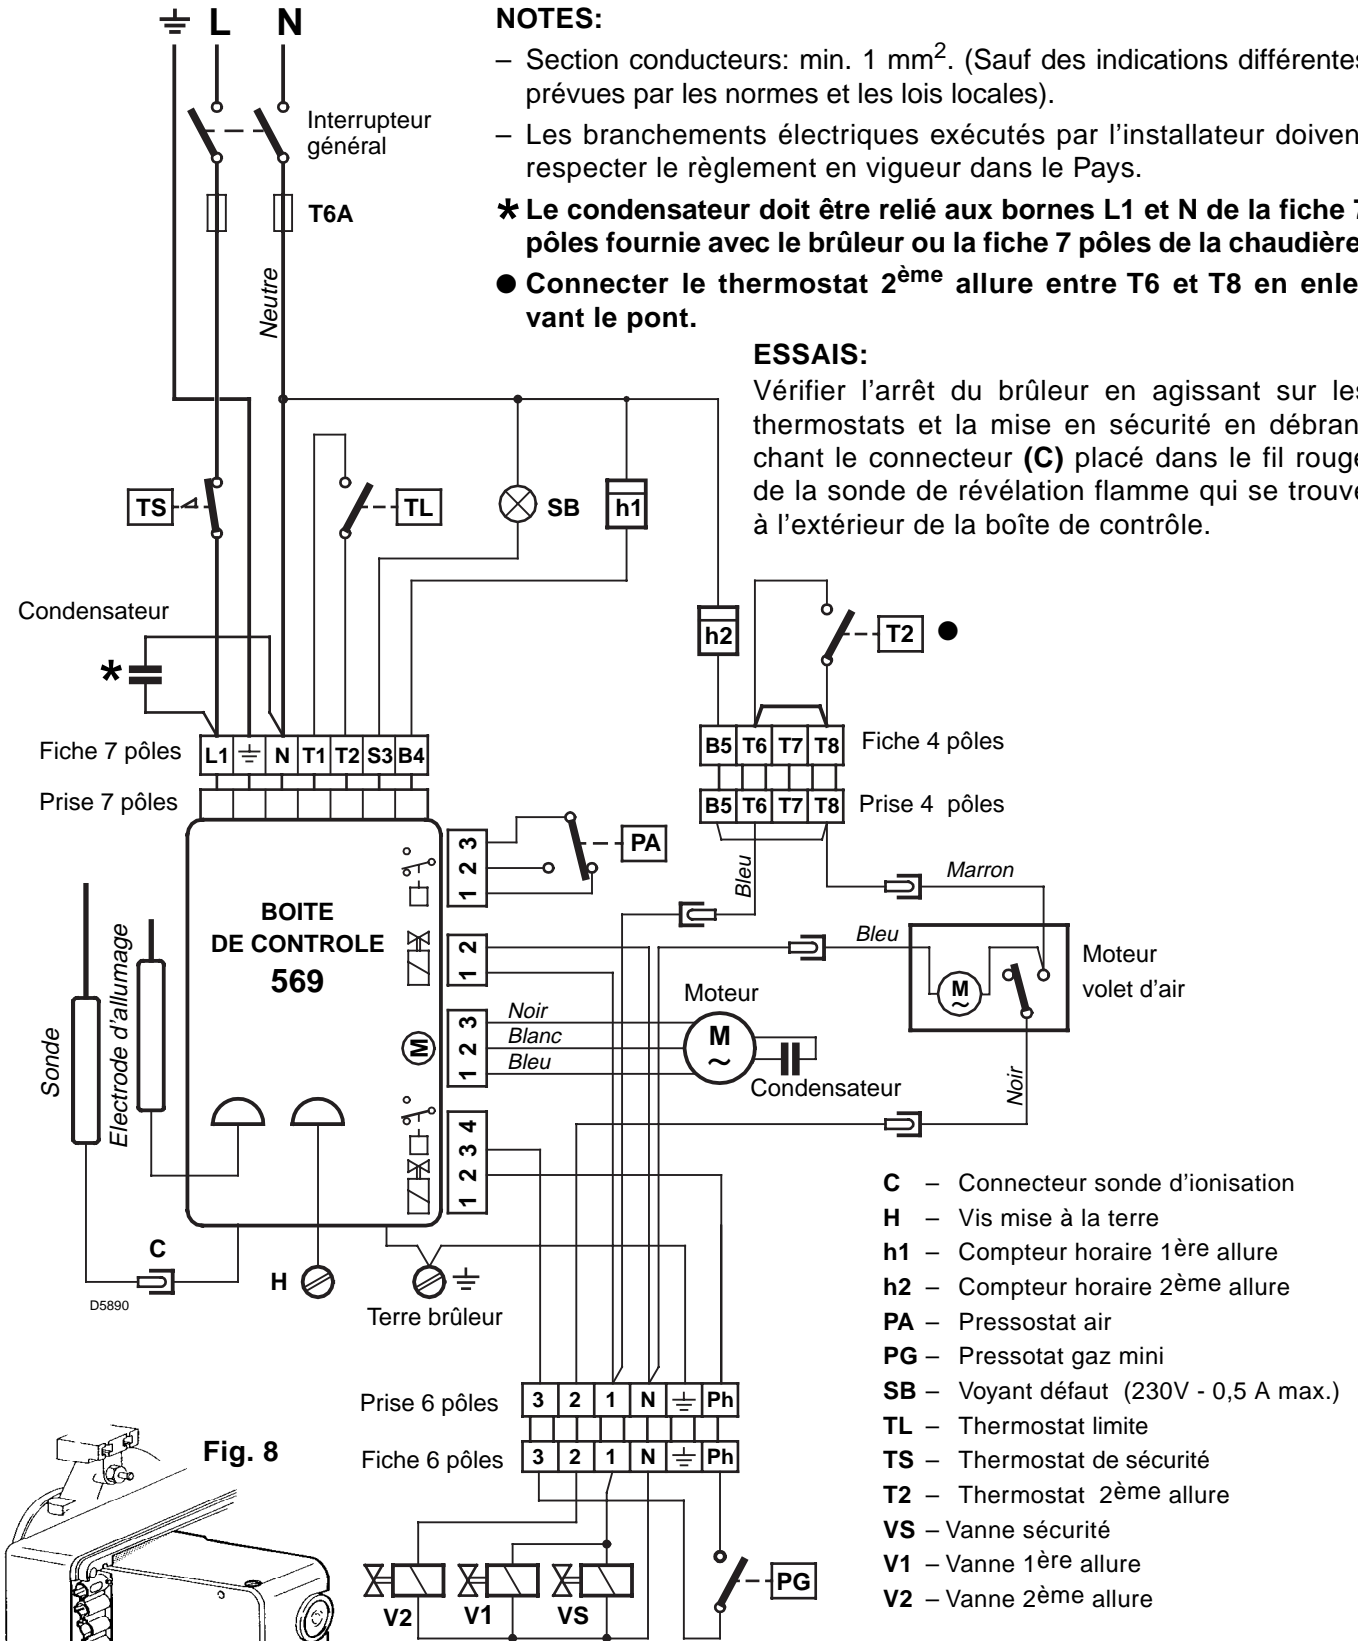 L N
NOTES:
– Section conducteurs: min. 1 mm2. (Sauf des indications différentes
prévues par les normes et les lois locales).
– Les branchements électriques exécutés par l'installateur doiven
respecter le règlement en vigueur dans le Pays.
* Le condensateur doit être relié aux bornes L1 et N de la fiche 7
pôles fournie avec le brûleur ou la fiche 7 pôles de la chaudière
● Connecter le thermostat 2ème allure entre T6 et T8 en enle
vant le pont.
ESSAIS:
Vérifier l'arrêt du brûleur en agissant sur les
thermostats et la mise en sécurité en débran
chant le connecteur (C) placé dans le fil rouge
de la sonde de révélation flamme qui se trouve
à l'extérieur de la boîte de contrôle.
Interrupteur
général
T6A
Neutre
TS
TL
SB
h1
Condensateur
*
h2
T2 ●
Fiche 7 pôles
L1 N T1 T2 S3 B4
Prise 7 pôles
B5 T6 T7 T8
Fiche 4 pôles
B5 T6 T7 T8
Prise 4 pôles
BOITE
DE CONTROLE
569
3
2
1
PA
2
1
M
3
2
1
4
3
2
1
Bleu
Marron
Bleu
M
~
Moteur
volet d'air
Noir
Moteur
Noir
Blanc
Bleu
M
~
Condensateur
Sonde
Electrode d'allumage
C
H
D5890
Terre brûleur
Prise 6 pôles
3 2 1 N Ph
Fiche 6 pôles
3 2 1 N Ph
V2
V1
VS
PG
Fig. 8
C – Connecteur sonde d'ionisation
H – Vis mise à la terre
h1 – Compteur horaire 1ère allure
h2 – Compteur horaire 2ème allure
PA – Pressostat air
PG – Pressotat gaz mini
SB – Voyant défaut (230V - 0,5 A max.)
TL – Thermostat limite
TS – Thermostat de sécurité
T2 – Thermostat 2ème allure
VS – Vanne sécurité
V1 – Vanne 1ère allure
V2 – Vanne 2ème allure